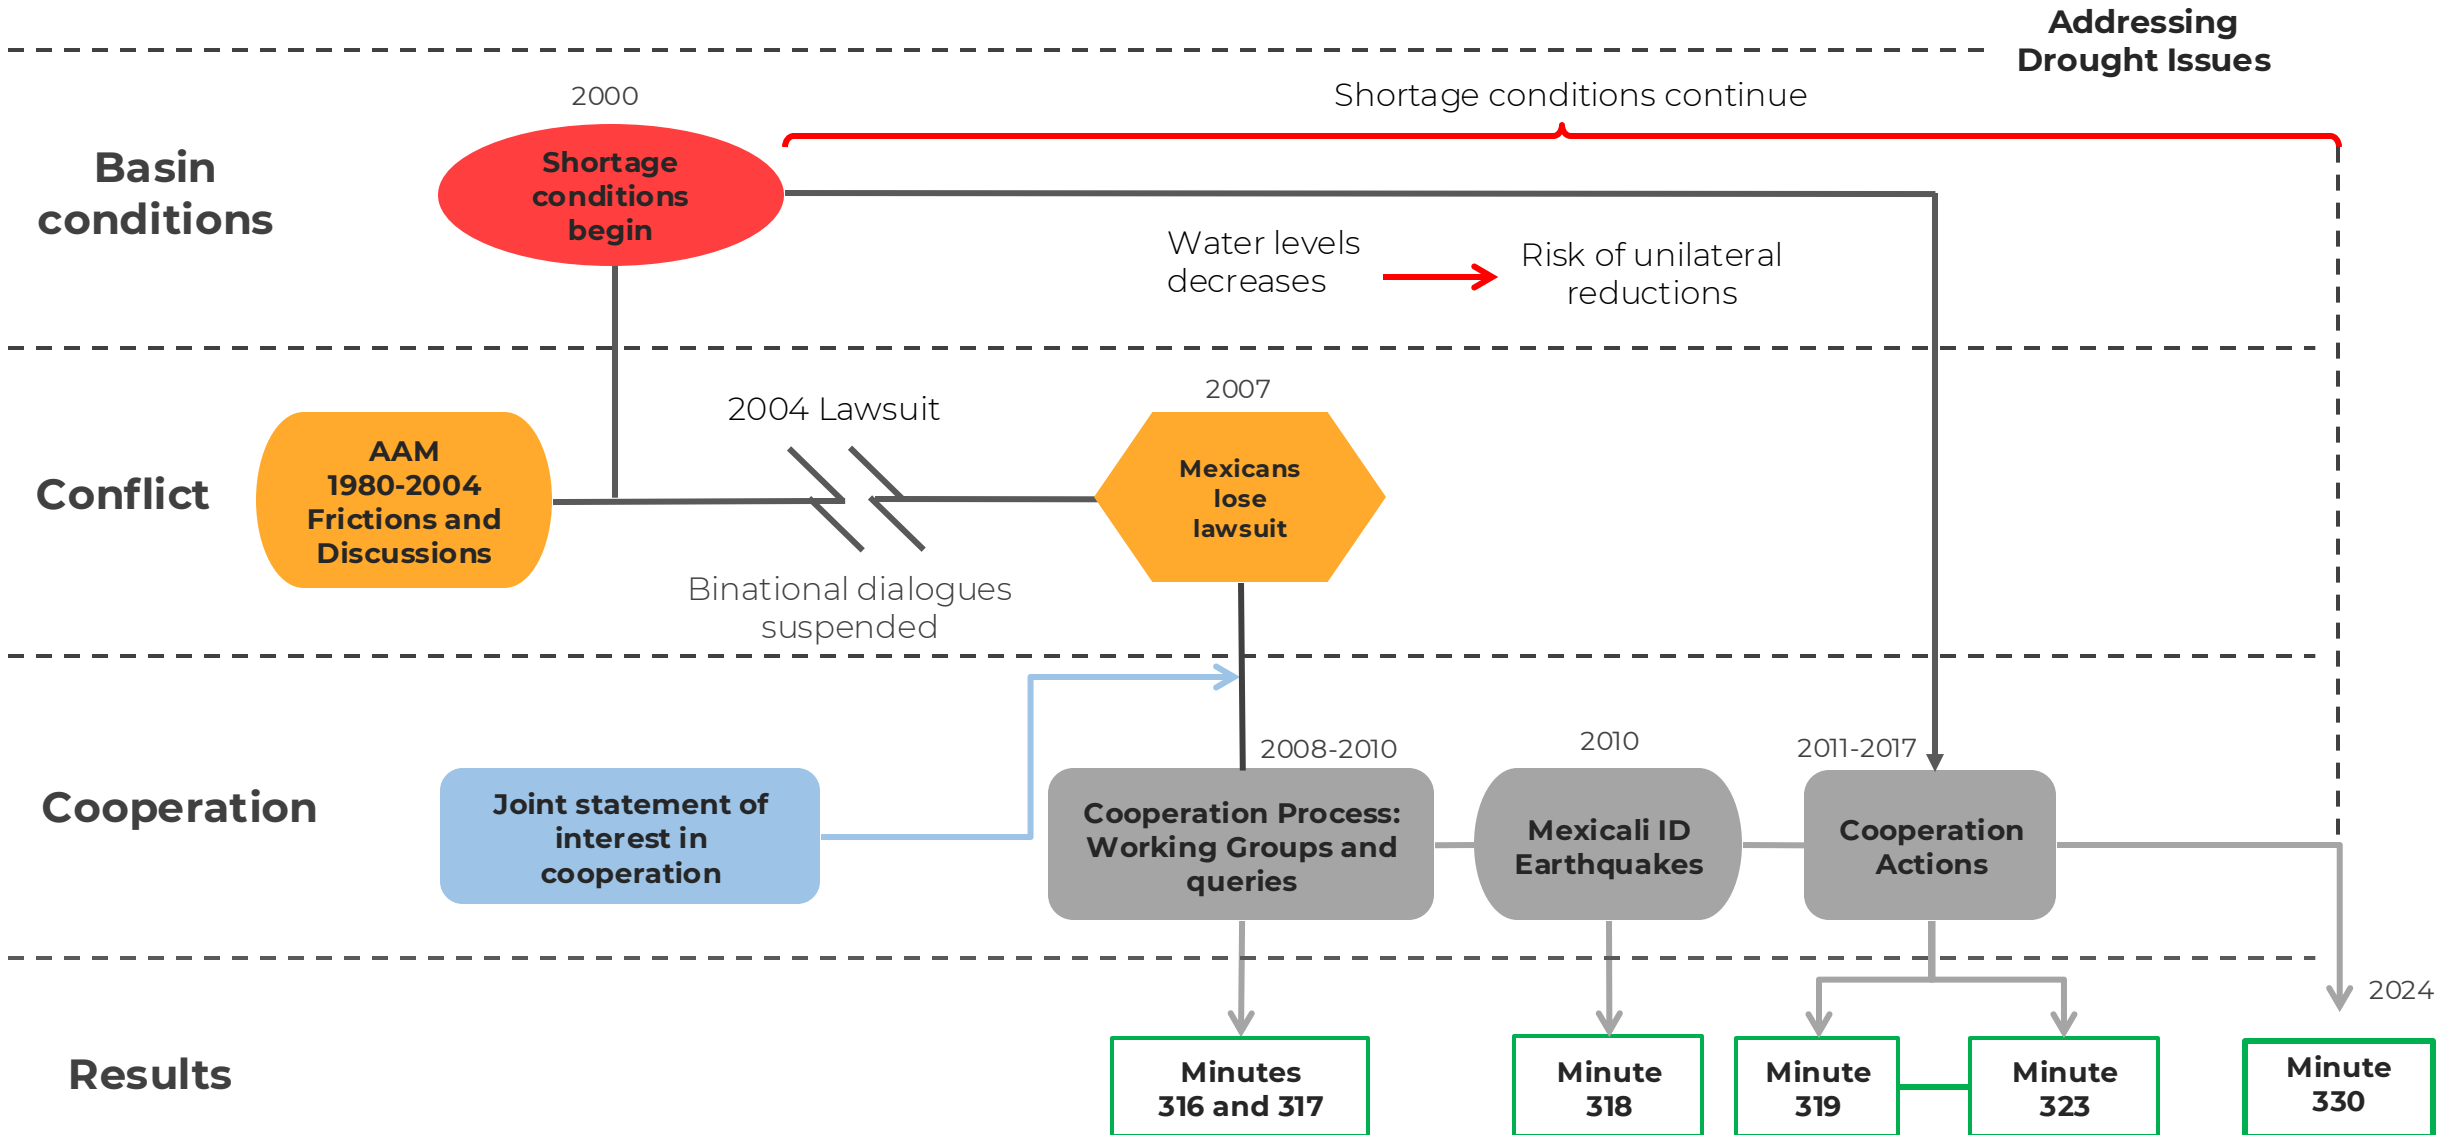 Addressing
Drought Issues
Shortage conditions continue
2000
Basin
conditions
Shortage
conditions
begin
Water levels
decreases
Risk of unilateral
reductions
2007
2004 Lawsuit
Conflict
AAM
1980-2004
Frictions and
Discussions
Mexicans
lose
lawsuit
Binational dialogues
suspended
2008-2010
2010
2011-2017
Cooperation
Joint statement of
interest in
cooperation
Cooperation Process:
Working Groups and
queries
Mexicali ID
Earthquakes
Cooperation
Actions
2024
Results
Minutes
316 and 317
Minute
318
Minute
319
Minute
323
Minute
330